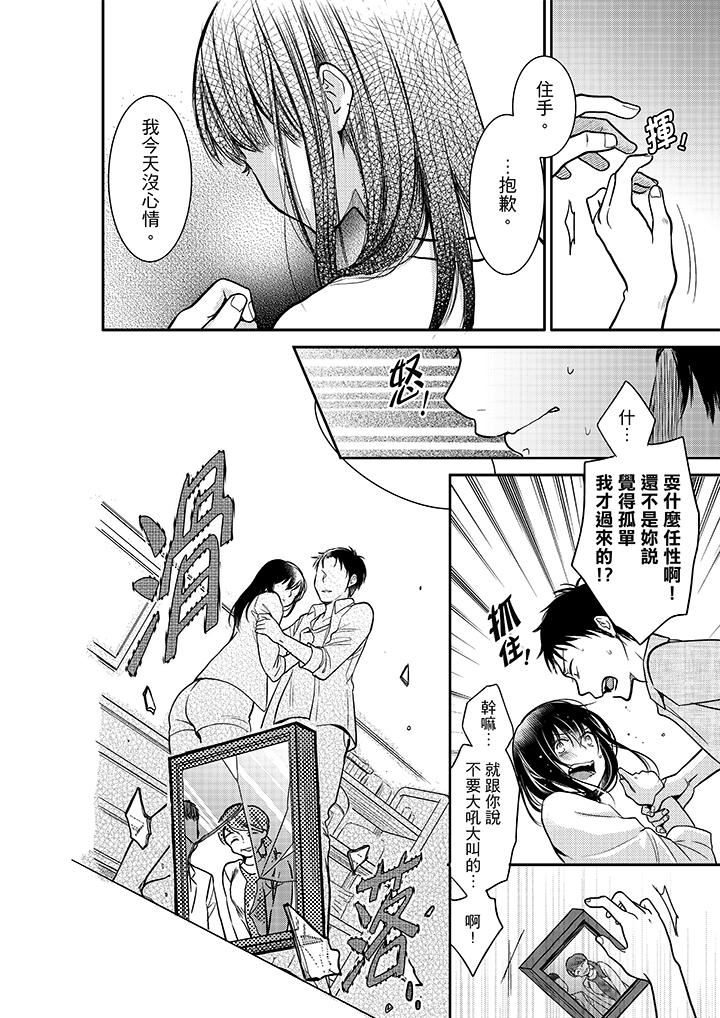 揮！
住手。
…抱歉。
我今天沒心情。
什…
怒！
耍什麼任性啊！
還不是妳說
覺得孤單
我才過來的！？
抓住！
幹嘛…
就跟你說
不要大吼大叫的…
啊！
滑
落